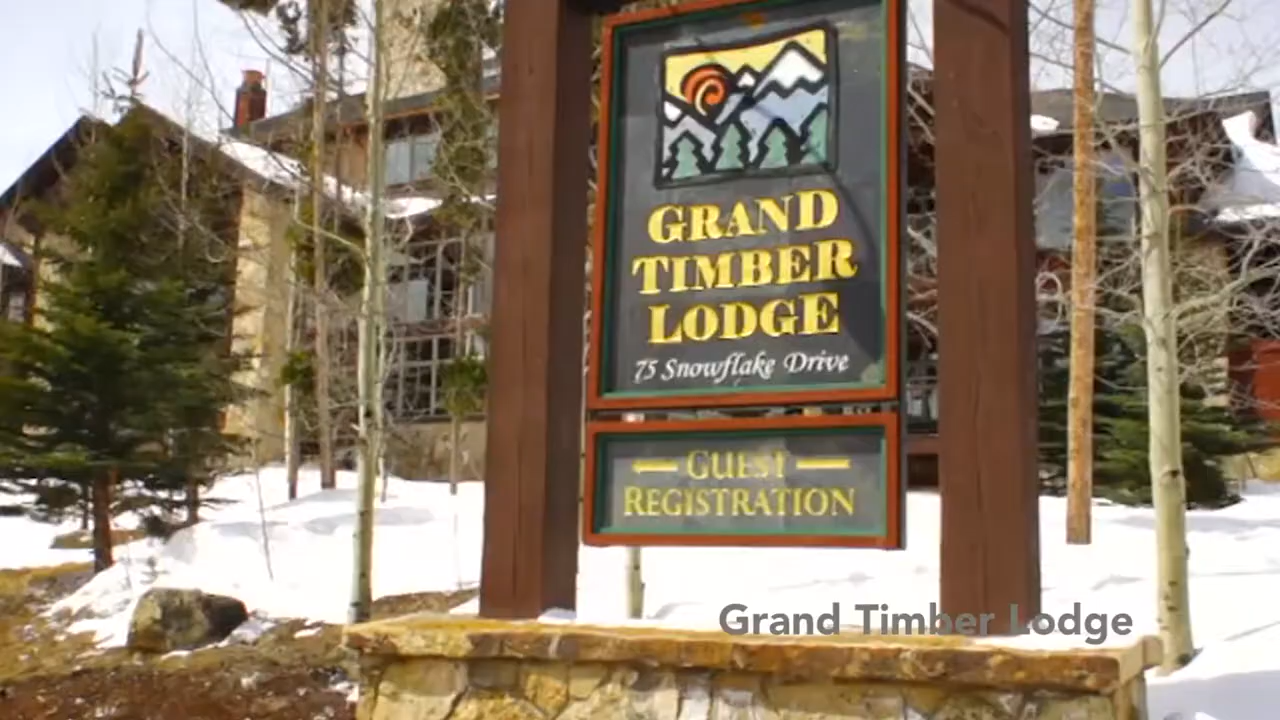 GRAND
TIMBER
LODGE
75 Snowflake Drive
GUEST
REGISTRATION
Grand Timber Lodge